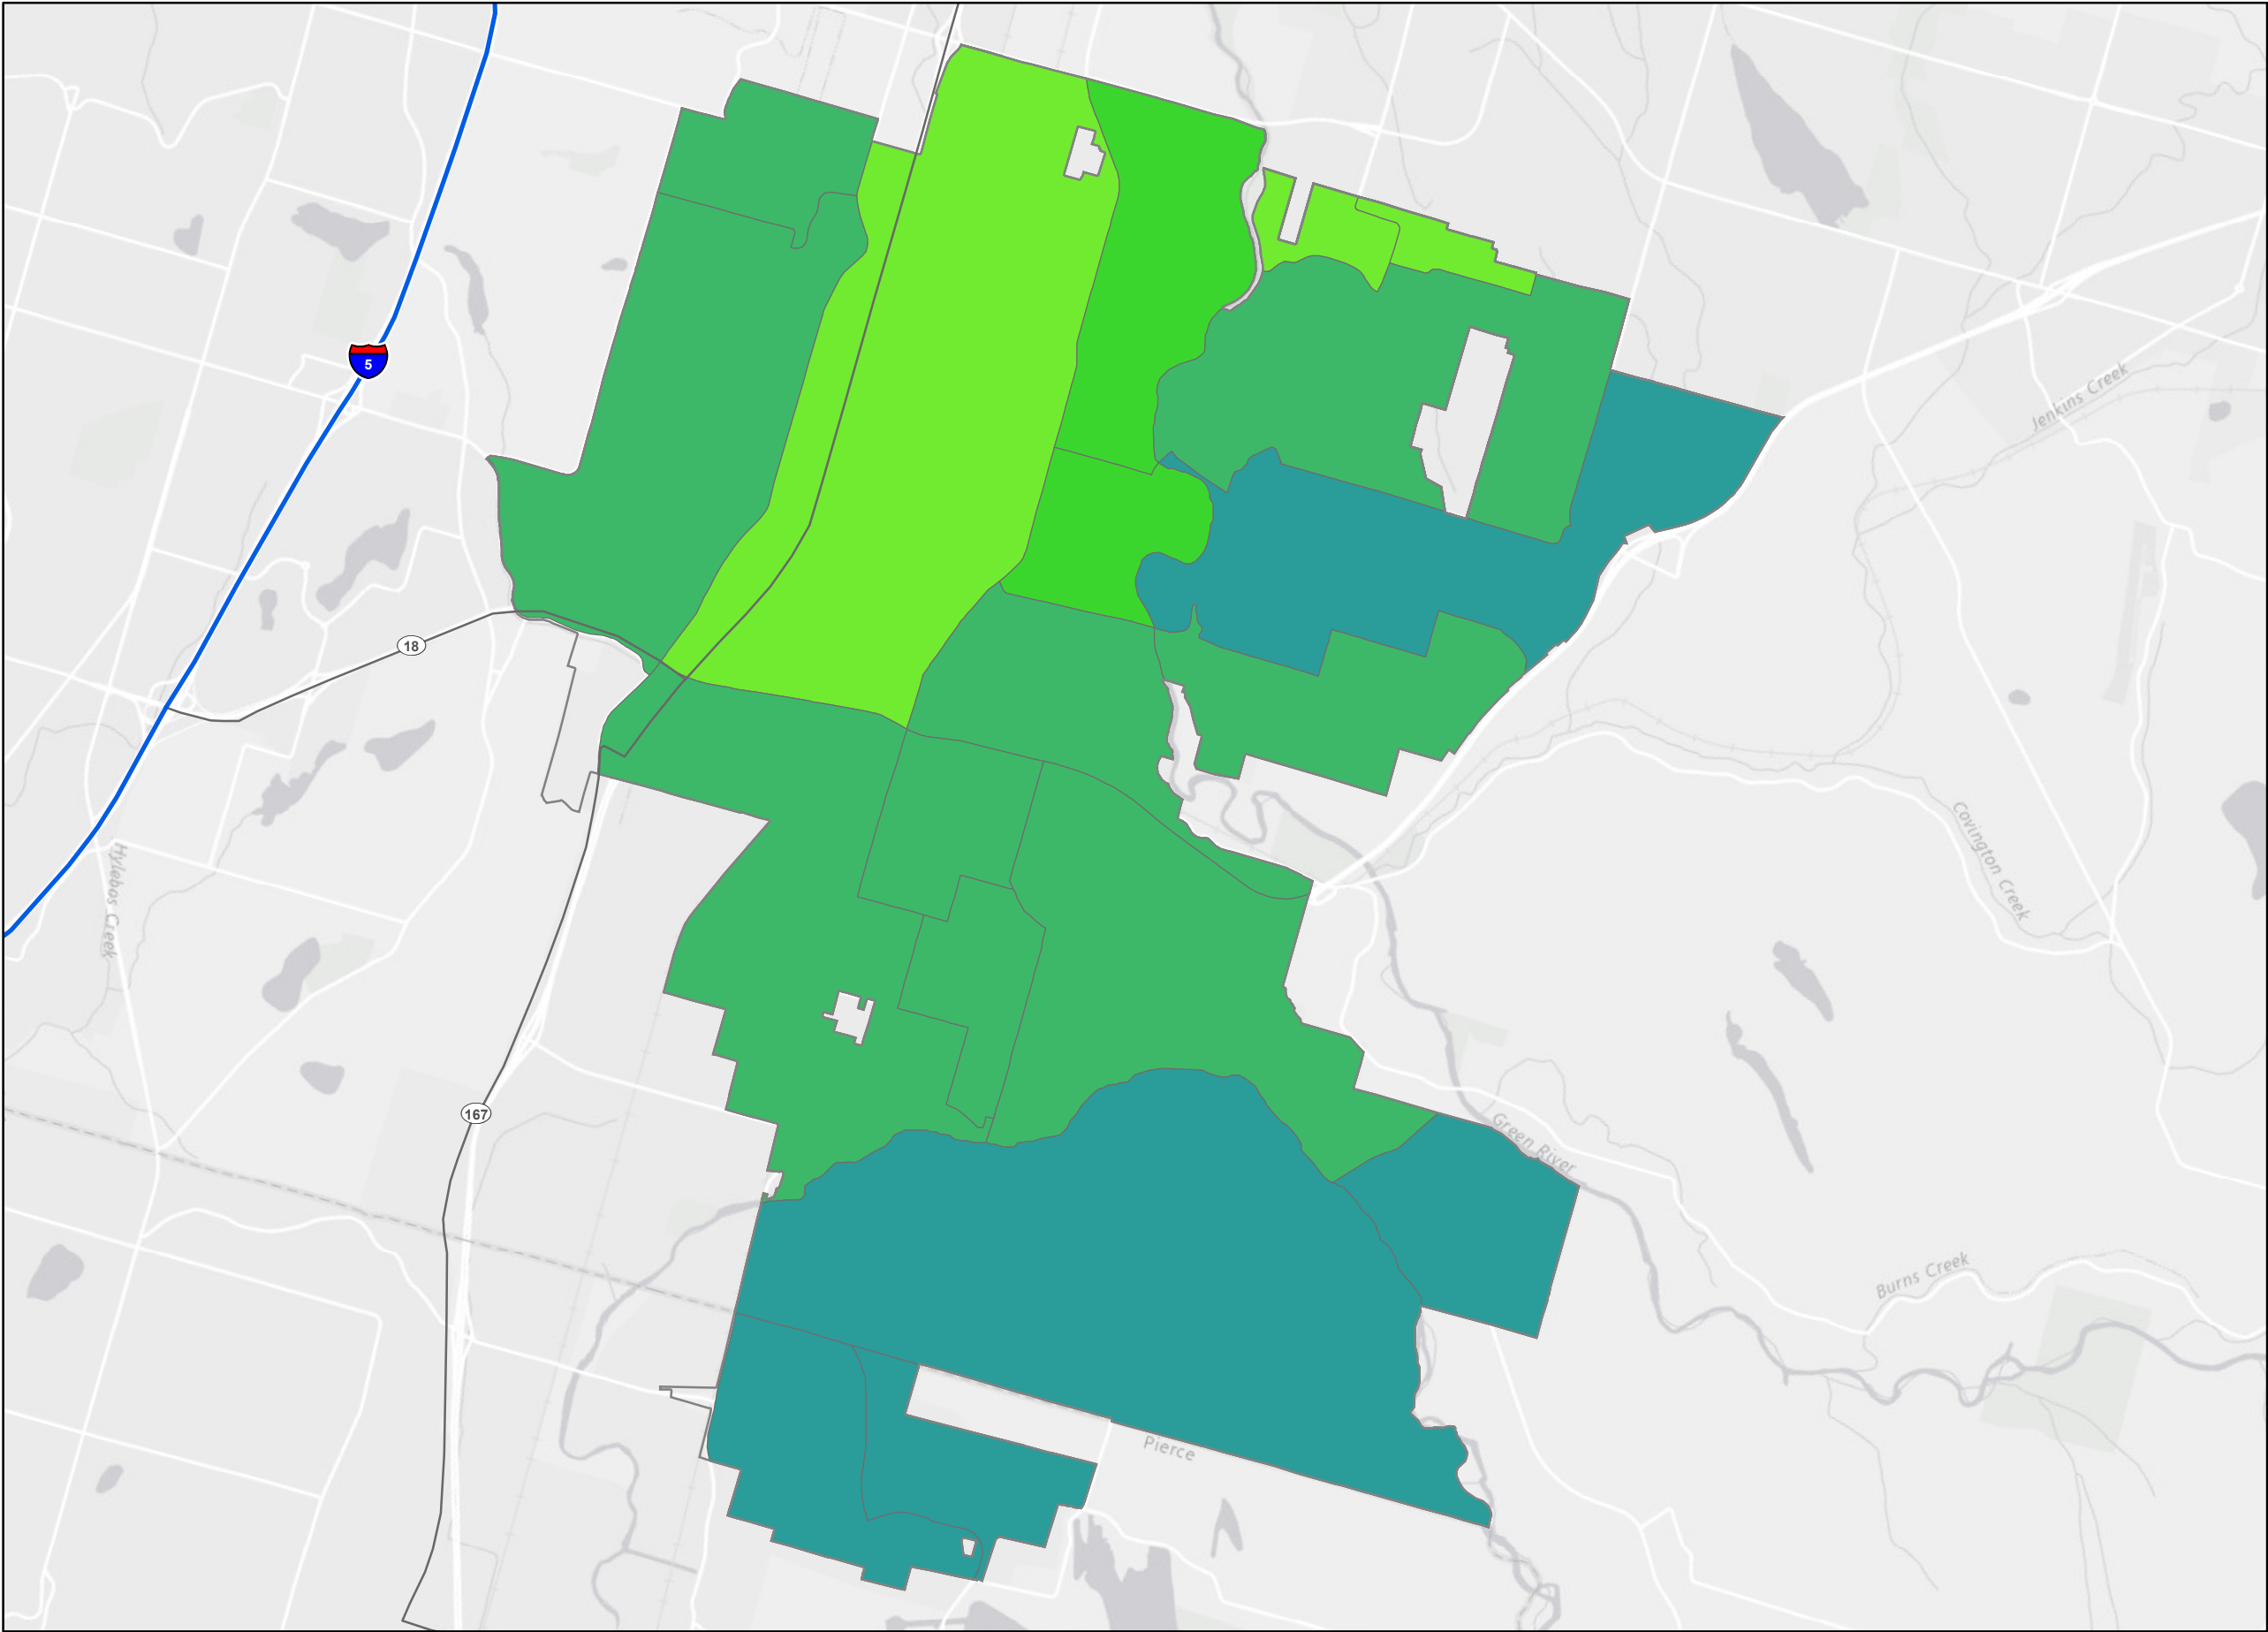 5
Jenkins Creek
18
Covington Creek
Hylebos Creek
167
Green River
Burns Creek
Pierce